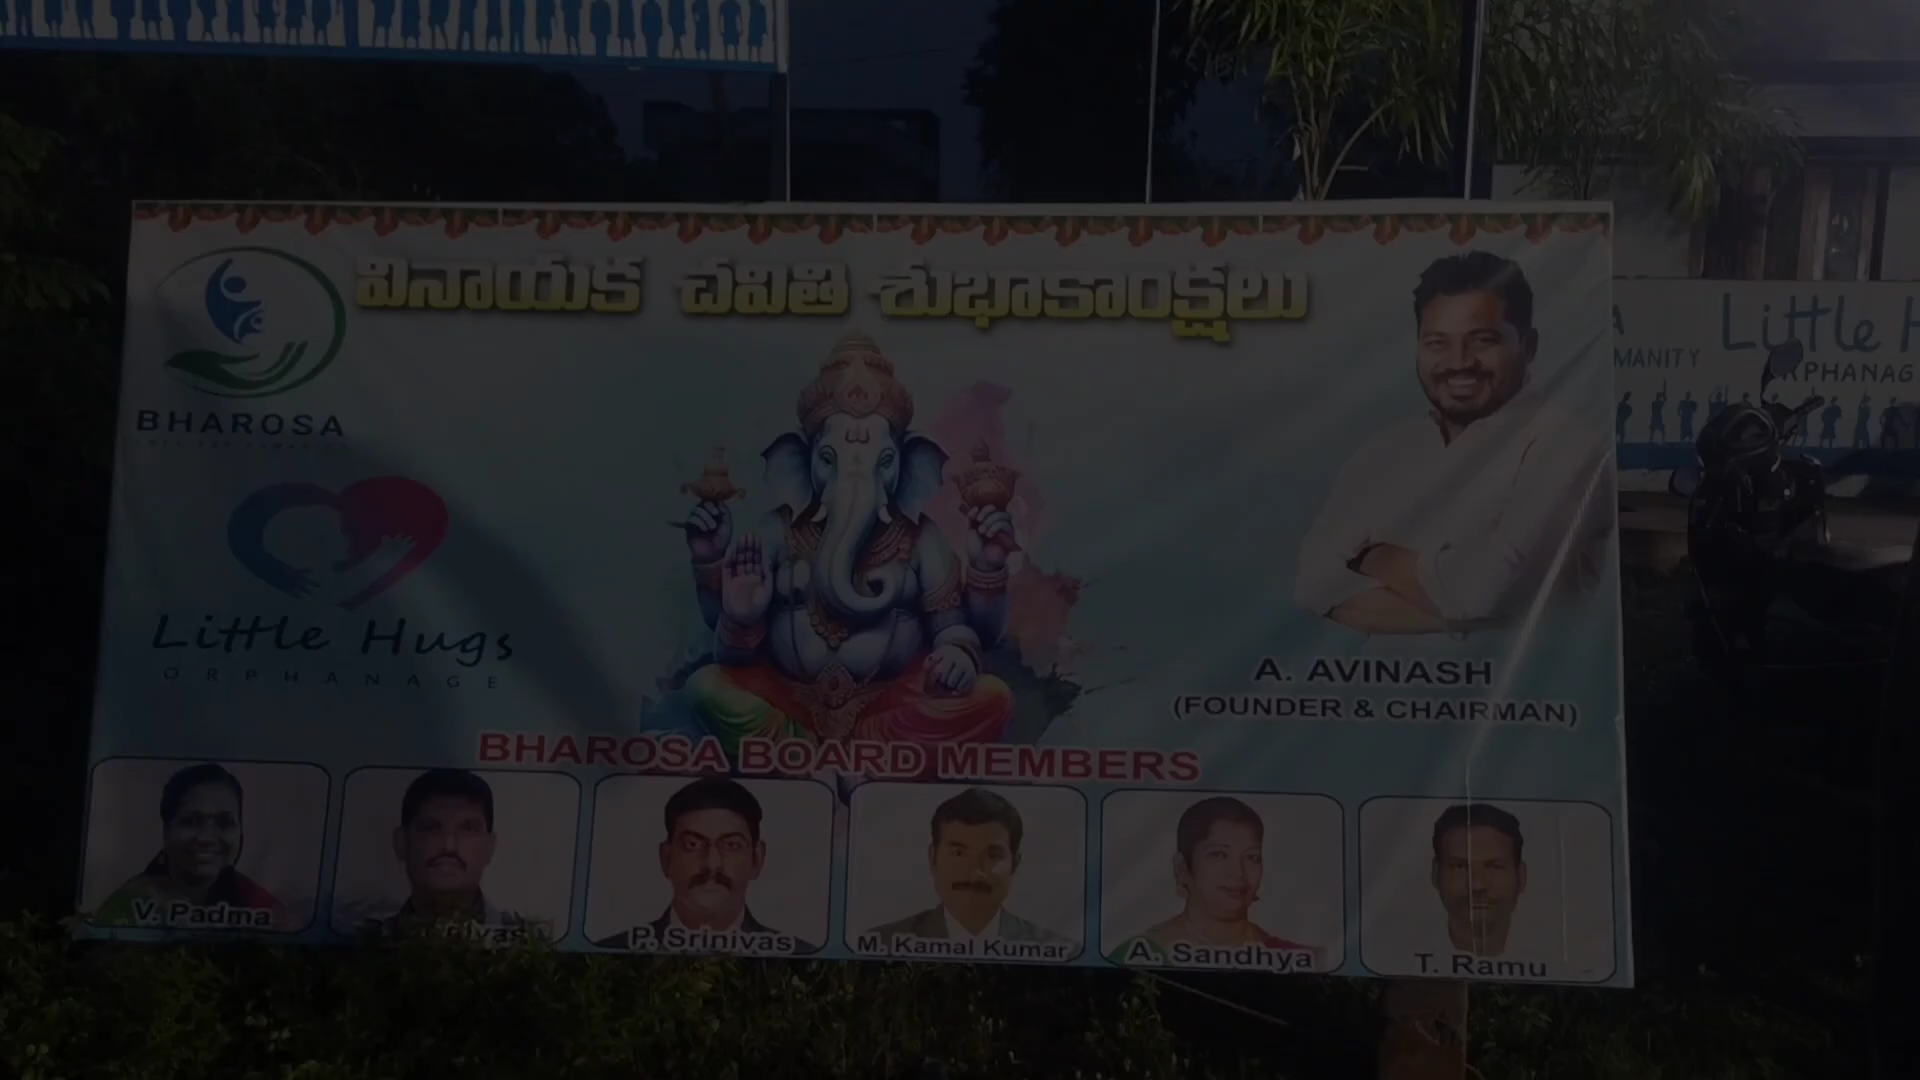 వినాయక చవితి శుభాకాంక్షలు
BHAROSA
Little Hugs
ORPHANAGE
A. AVINASH
(FOUNDER & CHAIRMAN)
BHAROSA BOARD MEMBERS
V. Padma
P. Srinivas
M. Kamal Kumar
A. Sandhya
T. Ramu
Little
MANITY